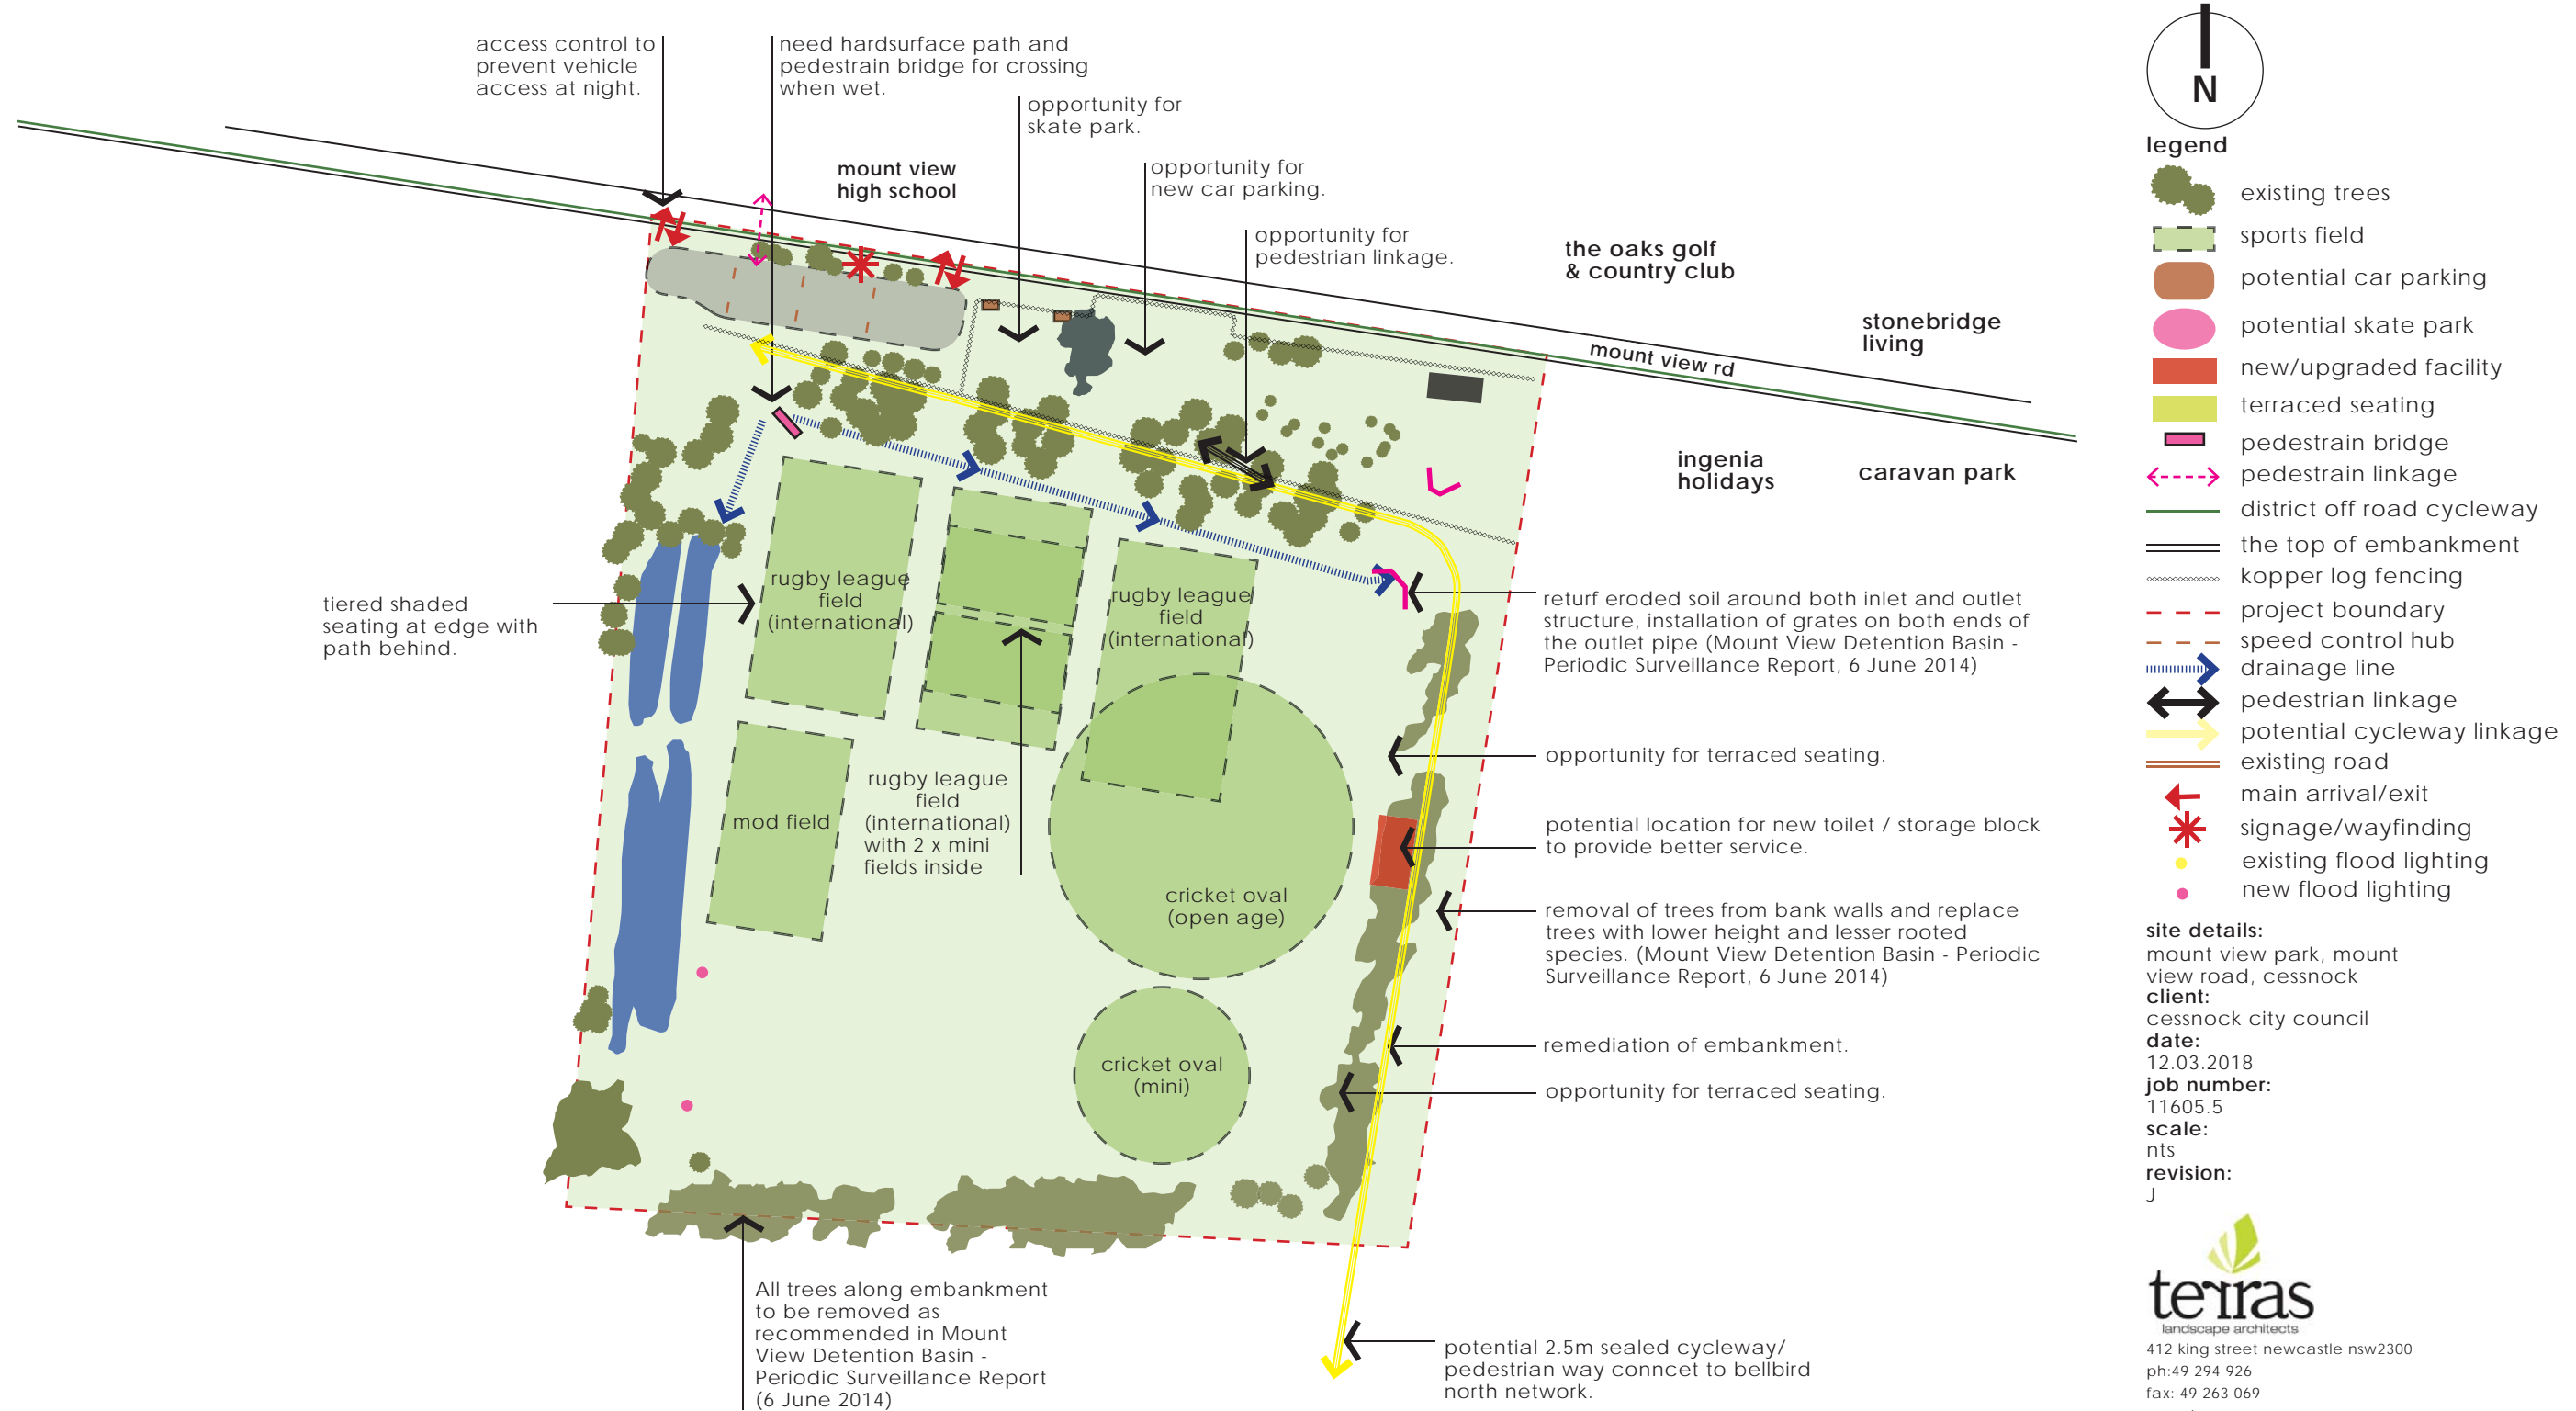 access control to
prevent vehicle
access at night.
need hardsurface path and
pedestrain bridge for crossing
when wet.
opportunity for
skate park.
mount view
high school
opportunity for
new car parking.
opportunity for
pedestrian linkage.
the oaks golf
& country club
stonebridge
living
mount view rd
ingenia
holidays
caravan park
tiered shaded
seating at edge with
path behind.
rugby league
field
(international)
rugby league
field
(international)
mod field
rugby league
field
(international)
with 2 x mini
fields inside
cricket oval
(open age)
cricket oval
(mini)
returf eroded soil around both inlet and outlet
structure, installation of grates on both ends of
the outlet pipe (Mount View Detention Basin -
Periodic Surveillance Report, 6 June 2014)
opportunity for terraced seating.
potential location for new toilet / storage block
to provide better service.
removal of trees from bank walls and replace
trees with lower height and lesser rooted
species. (Mount View Detention Basin - Periodic
Surveillance Report, 6 June 2014)
remediation of embankment.
opportunity for terraced seating.
All trees along embankment
to be removed as
recommended in Mount
View Detention Basin -
Periodic Surveillance Report
(6 June 2014)
potential 2.5m sealed cycleway/
pedestrian way conncet to bellbird
north network.
N
legend
existing trees
sports field
potential car parking
potential skate park
new/upgraded facility
terraced seating
pedestrain bridge
pedestrain linkage
district off road cycleway
the top of embankment
kopper log fencing
project boundary
speed control hub
drainage line
pedestrian linkage
potential cycleway linkage
existing road
main arrival/exit
signage/wayfinding
existing flood lighting
new flood lighting
site details:
mount view park, mount
view road, cessnock
client:
cessnock city council
date:
12.03.2018
job number:
11605.5
scale:
nts
revision:
J
terras
landscape architects
412 king street newcastle nsw2300
ph:49 294 926
fax: 49 263 069